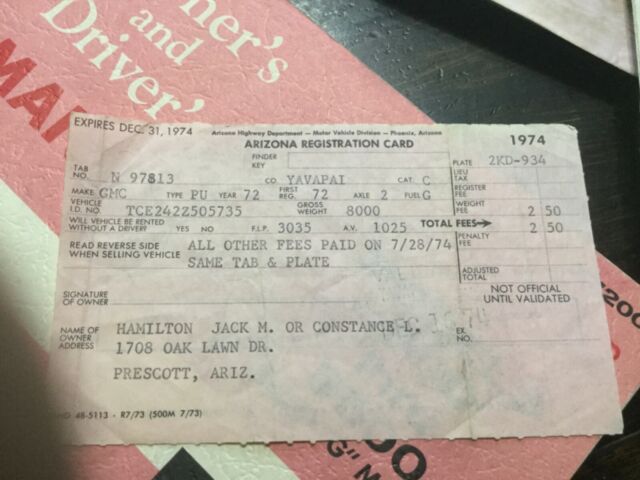 ner's
and
Driver'
MA
EXPIRES DEC. 31, 1974
Arizona Highway Department — Motor Vehicle Division — Phoenix, Arizona
ARIZONA REGISTRATION CARD
1974
FINDER KEY
PLATE 2KD-934
TAB NO. N 97813 CO. YAVAPAI CAT. C
LIEU TAX
MAKE GMC TYPE PU YEAR 72 FIRST REG. 72 AXLE 2 FUEL G
REGISTER FEE
VEHICLE I.D. NO. TCE2422505735 GROSS WEIGHT 8000
WEIGHT FEE 2 50
WILL VEHICLE BE RENTED WITHOUT A DRIVER? YES NO F.L.P. 3035 A.V. 1025 TOTAL FEES 2 50
PENALTY FEE
READ REVERSE SIDE WHEN SELLING VEHICLE
ALL OTHER FEES PAID ON 7/28/74
SAME TAB & PLATE
ADJUSTED TOTAL
NOT OFFICIAL UNTIL VALIDATED
SIGNATURE OF OWNER
NAME OF OWNER
ADDRESS
HAMILTON JACK M. OR CONSTANCE L.
1708 OAK LAWN DR.
PRESCOTT, ARIZ.
EX. NO.
48-5113 - R7/73 (500M 7/73)